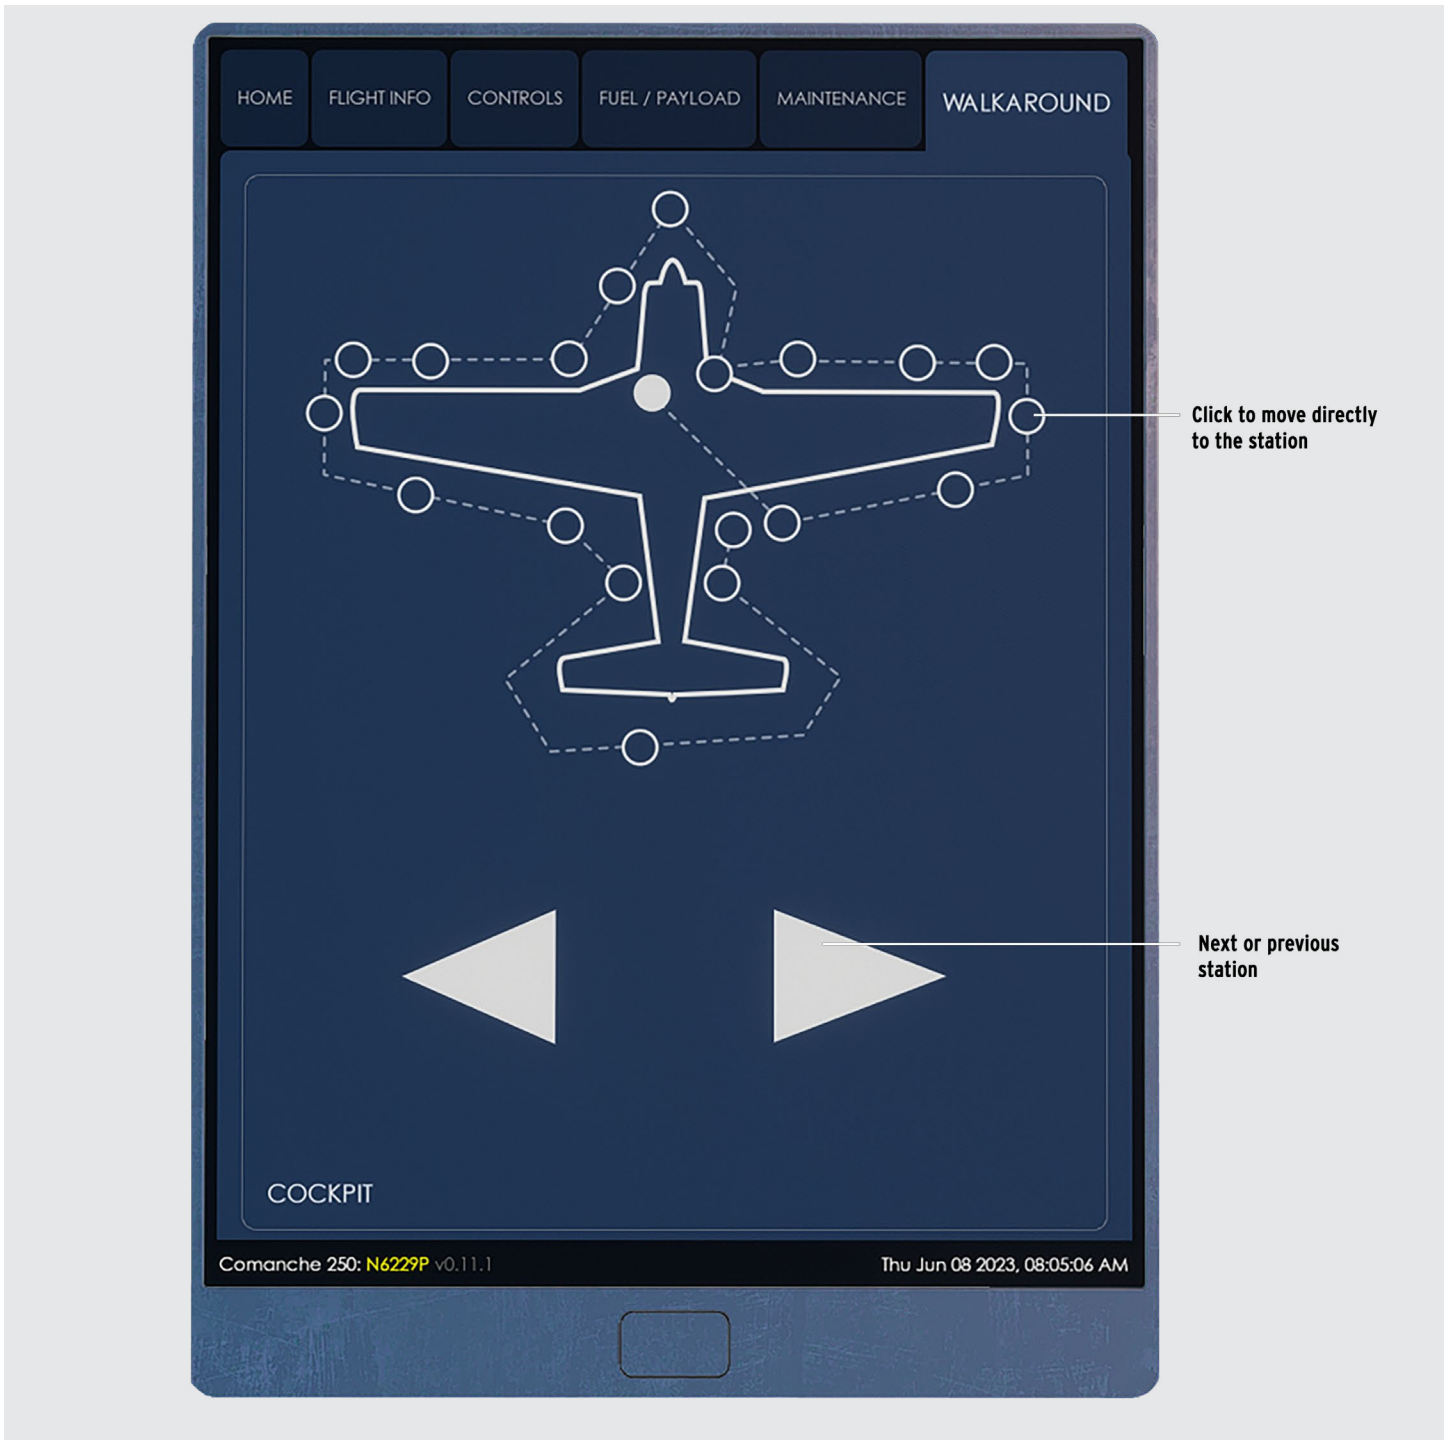 HOME
FLIGHT INFO
CONTROLS
FUEL / PAYLOAD
MAINTENANCE
WALKAROUND
Click to move directly
to the station
Next or previous
station
COCKPIT
Comanche 250: N6229P v0.11.1
Thu Jun 08 2023, 08:05:06 AM